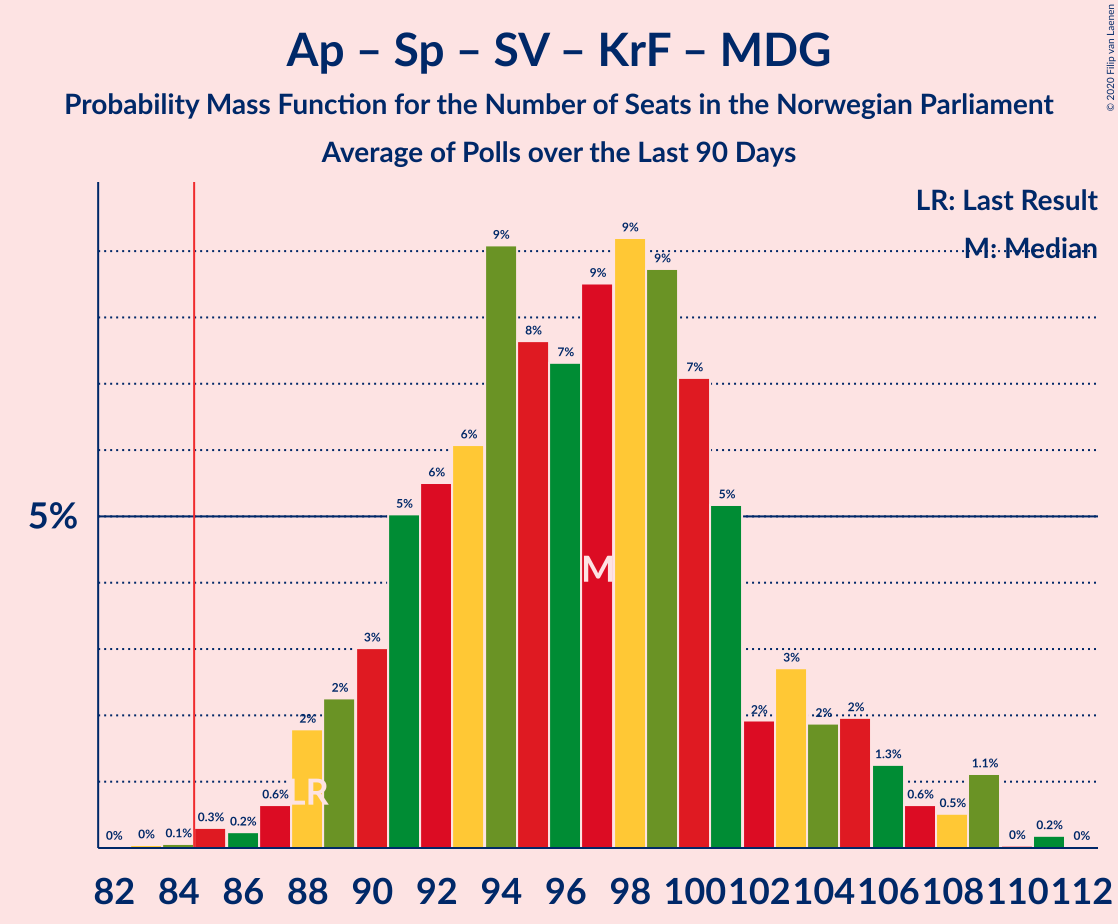 Ap – Sp – SV – KrF – MDG
Probability Mass Function for the Number of Seats in the Norwegian Parliament
Average of Polls over the Last 90 Days
© 2020 Filip van Laenen
LR: Last Result
M: Median
5%
0% 0% 0.1% 0.3% 0.2% 0.6% 2% 2% 3% 5% 6% 6% 9% 8% 7% 9% 9% 9% 7% 5% 2% 3% 2% 2% 1.3% 0.6% 0.5% 1.1% 0% 0.2% 0%
LR
M
82 84 86 88 90 92 94 96 98 100 102 104 106 108 110 112